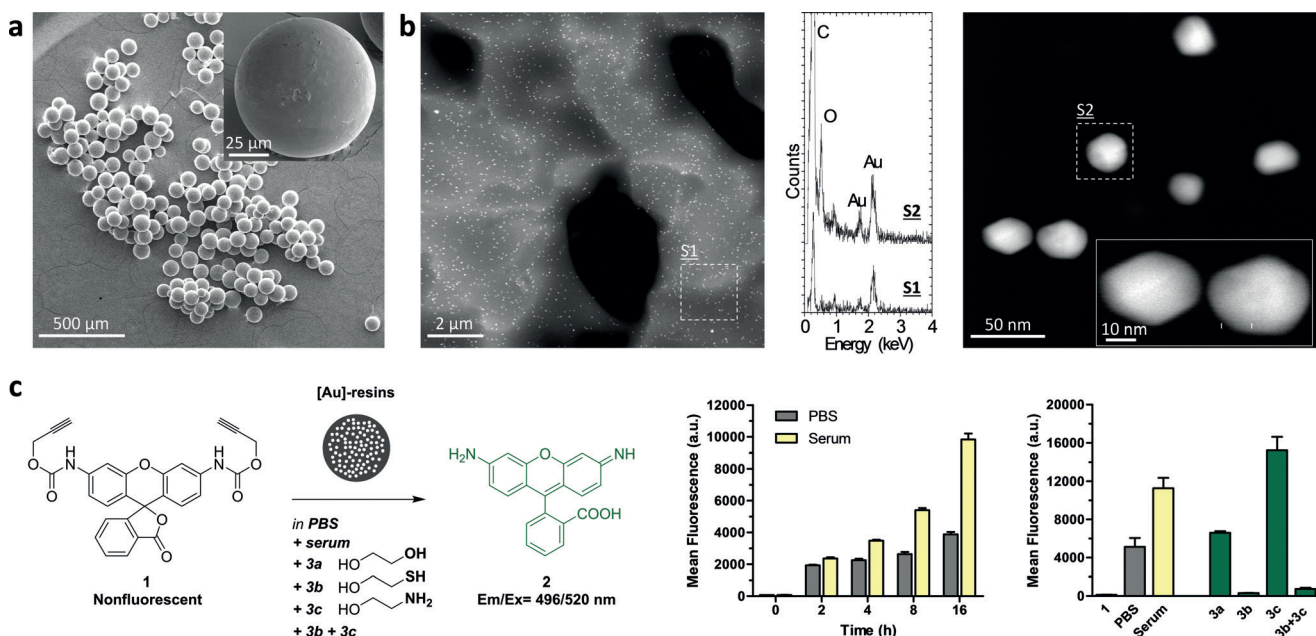 a
25 µm
500 µm
b
S1
2 µm
Counts
C
O
Au
Au
S2
S1
0 1 2 3 4
Energy (keV)
S2
50 nm
10 nm
c
O
NH
O
O
O
O
NH
O
O
O
1
Nonfluorescent
[Au]-resins
in PBS
+ serum
+ 3a HO OH
+ 3b HO SH
+ 3c HO NH2
+ 3b + 3c
H2N O NH
COOH
2
Em/Ex= 496/520 nm
Mean Fluorescence (a.u.)
12000
10000
8000
6000
4000
2000
0
PBS
Serum
0 2 4 8 16
Time (h)
Mean Fluorescence (a.u.)
20000
16000
12000
8000
4000
0
1 PBS Serum 3a 3b 3c 3b+3c